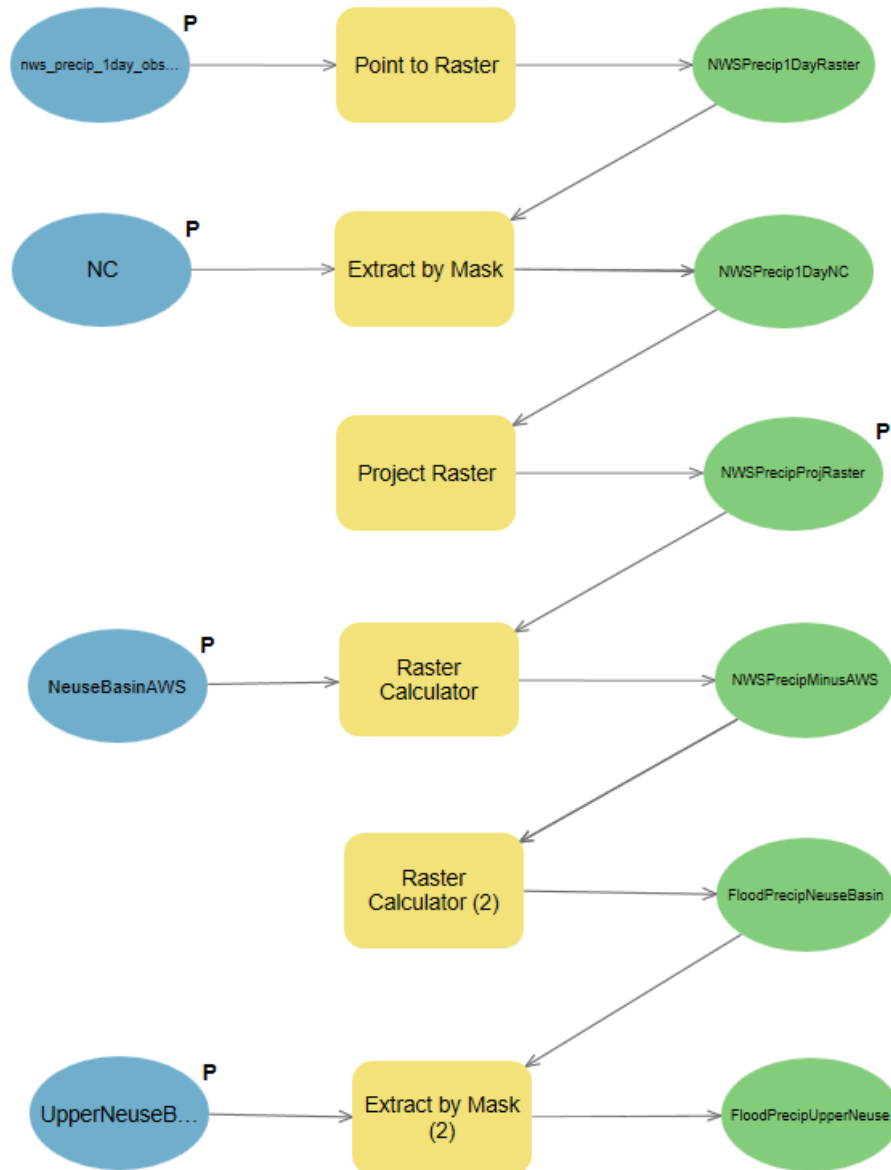 P
nws_precip_1day_obs...
Point to Raster
NWSPrecip1DayRaster
P
NC
Extract by Mask
NWSPrecip1DayNC
Project Raster
NWSPrecipProjRaster
P
P
NeuseBasinAWS
Raster
Calculator
NWSPrecipMinusAWS
Raster
Calculator (2)
FloodPrecipNeuseBasin
P
UpperNeuseB...
Extract by Mask
(2)
FloodPrecipUpperNeuse